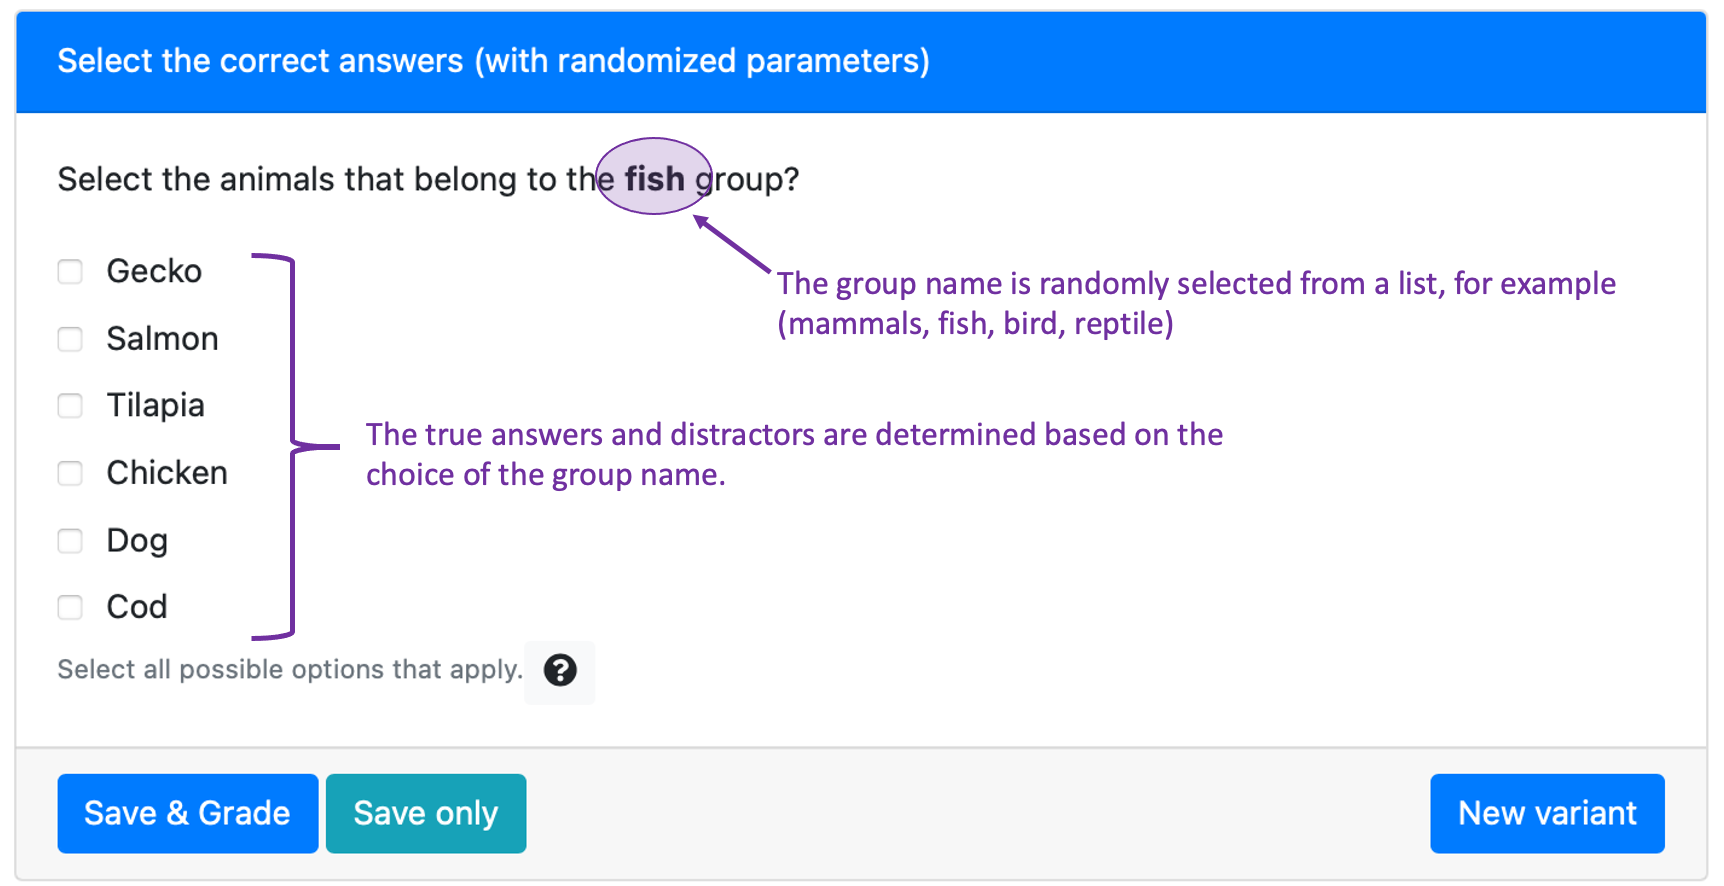 Select the correct answers (with randomized parameters)
Select the animals that belong to the fish group?
Gecko
The group name is randomly selected from a list, for example
(mammals, fish, bird, reptile)
Salmon
Tilapia
The true answers and distractors are determined based on the
choice of the group name.
Chicken
Dog
Cod
Select all possible options that apply. ?
Save & Grade
Save only
New variant